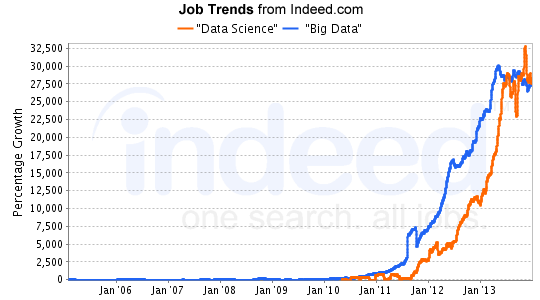 Job Trends from Indeed.com
"Data Science" "Big Data"
Percentage Growth
32,500
30,000
27,500
25,000
22,500
20,000
17,500
15,000
12,500
10,000
7,500
5,000
2,500
0
indeed
one search. all jobs.
Jan '06 Jan '07 Jan '08 Jan '09 Jan '10 Jan '11 Jan '12 Jan '13